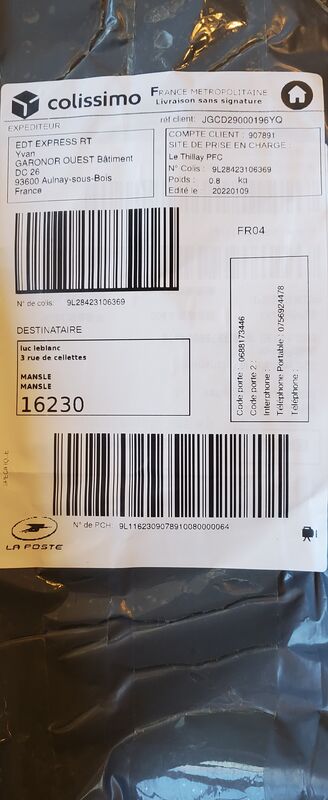 colissimo
FRANCE METROPOLITAINE
Livraison sans signature
EXPEDITEUR
réf client: JGCD29000196YQ
EDT EXPRESS RT
Yvan
GARONOR OUEST Bâtiment
DC 26
93600 Aulnay-sous-Bois
France
COMPTE CLIENT : 907891
SITE DE PRISE EN CHARGE :
Le Thillay PFC
N° Colis : 9L28423106369
Poids : 0.8 kg
Edité le : 20220109
FR04
N° de colis: 9L28423106369
DESTINATAIRE
luc leblanc
3 rue de cellettes
MANSLE
MANSLE
16230
Code porte : 0688173446
Code porte 2 :
Interphone :
Téléphone Portable : 0756924478
Téléphone :
N° de PCH: 9L1162309078910080000064
LA POSTE